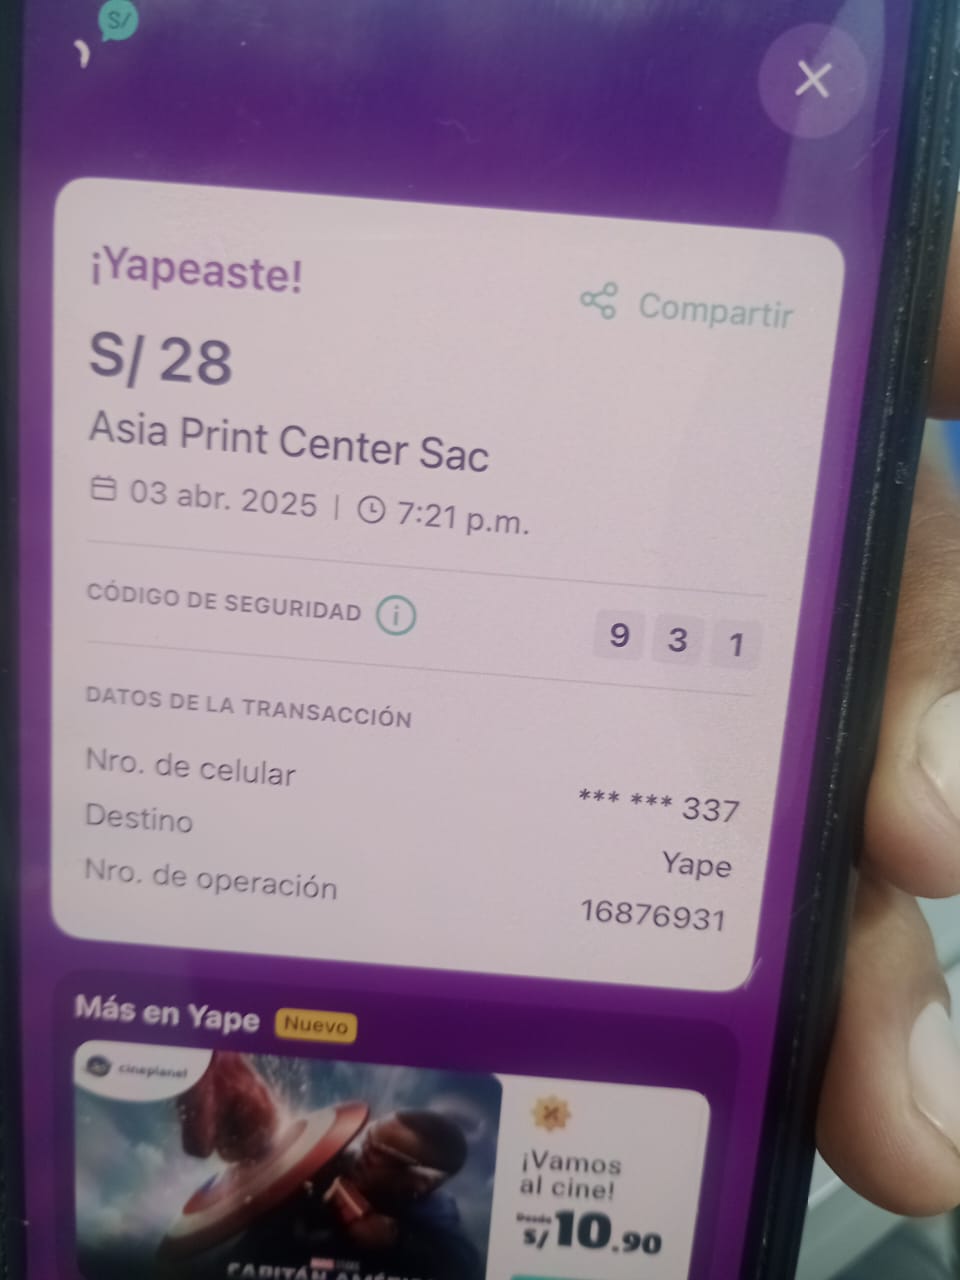 S/
¡Yapeaste!
Compartir
S/ 28
Asia Print Center Sac
03 abr. 2025 | 7:21 p.m.
CÓDIGO DE SEGURIDAD i 9 3 1
DATOS DE LA TRANSACCIÓN
Nro. de celular *** *** 337
Destino Yape
Nro. de operación 16876931
Más en Yape Nuevo
cineplanet
¡Vamos
al cine!
Desde
S/10.90
CAPITÁN AMÉRI